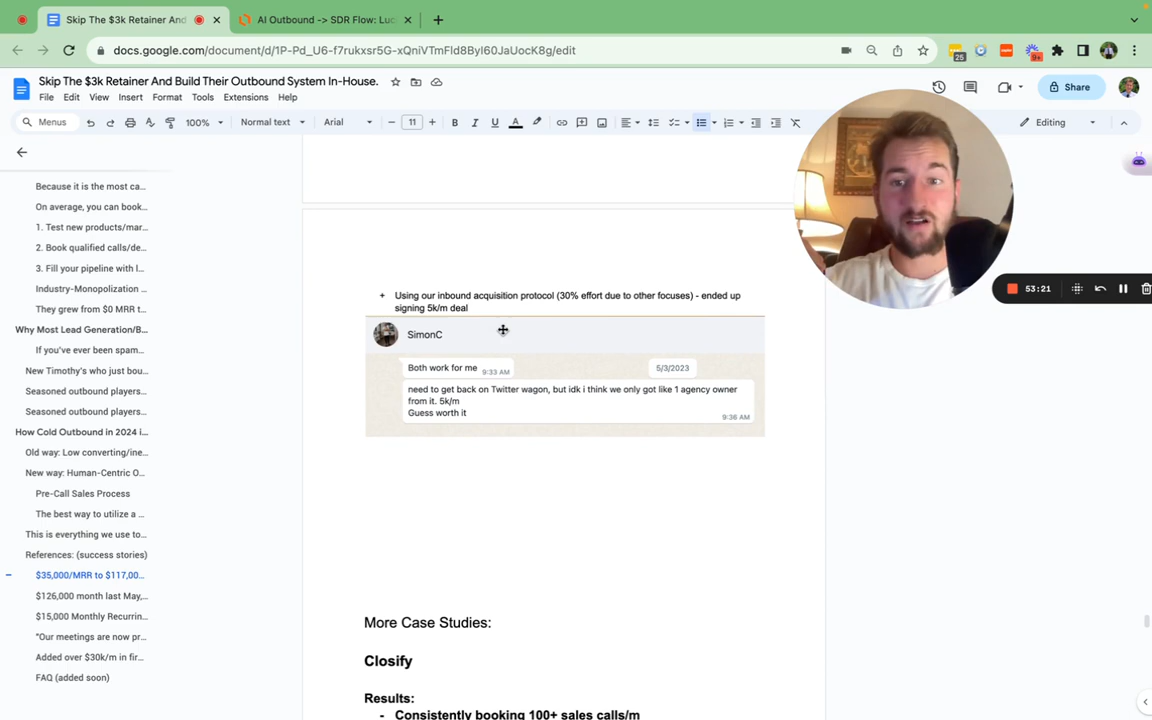 Skip The $3k Retainer And
AI Outbound -> SDR Flow: Luc
docs.google.com/document/d/1P-Pd_U6-f7rukxsr5G-xQniVTmFld8Byl60JaUocK8g/edit
25
9+
Skip The $3k Retainer And Build Their Outbound System In-House.
File Edit View Insert Format Tools Extensions Help
Share
Menus
100%
Normal text
Arial
11
B I U A
Editing
Because it is the most ca...
On average, you can book...
1. Test new products/mar...
2. Book qualified calls/de...
3. Fill your pipeline with l...
Industry-Monopolization ...
They grew from $0 MRR t...
Why Most Lead Generation/B...
If you've ever been spam...
New Timothy's who just bou...
Seasoned outbound players...
Seasoned outbound players...
How Cold Outbound in 2024 i...
Old way: Low converting/ine...
New way: Human-Centric O...
Pre-Call Sales Process
The best way to utilize a ...
This is everything we use to...
References: (success stories)
$35,000/MRR to $117,00...
$126,000 month last May,...
$15,000 Monthly Recurrin...
"Our meetings are now pr...
Added over $30k/m in fir...
FAQ (added soon)
+ Using our inbound acquisition protocol (30% effort due to other focuses) - ended up
signing 5k/m deal
SimonC
Both work for me 9:33 AM
5/3/2023
need to get back on Twitter wagon, but idk i think we only got like 1 agency owner
from it. 5k/m
Guess worth it
9:36 AM
More Case Studies:
Closify
Results:
- Consistently booking 100+ sales calls/m
53:21